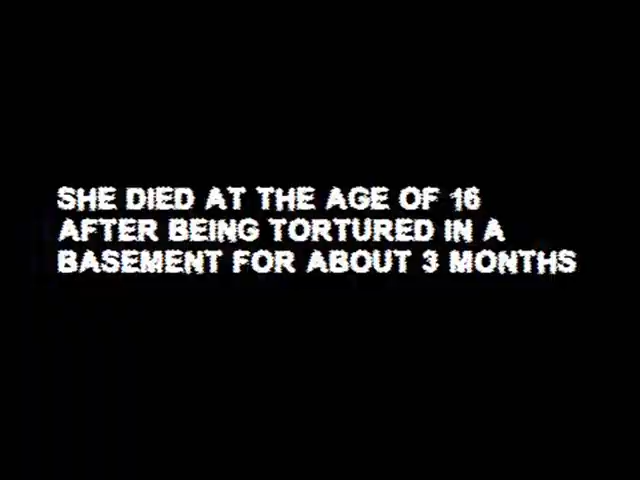 SHE DIED AT THE AGE OF 16
AFTER BEING TORTURED IN A
BASEMENT FOR ABOUT 3 MONTHS